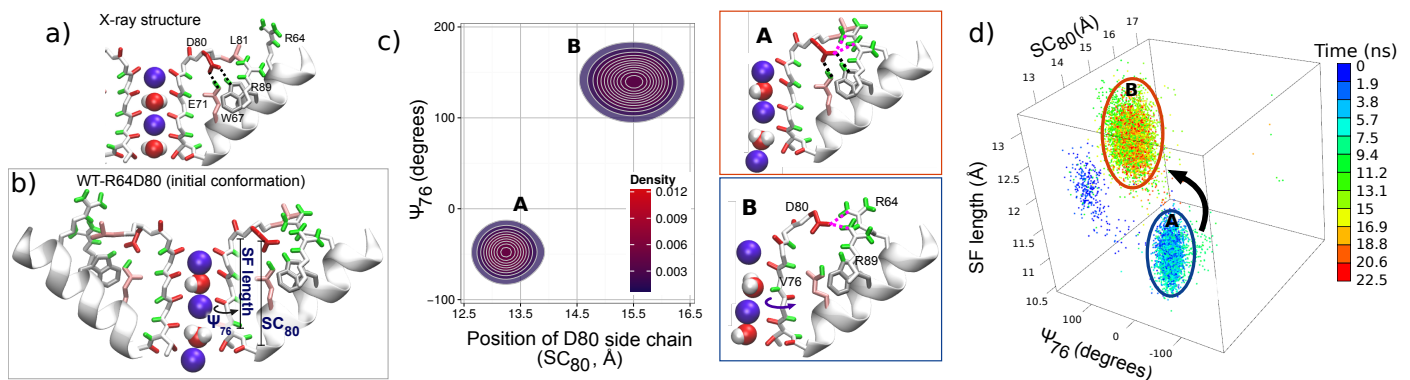 a)
X-ray structure
D80
L81
R64
E71
R89
W67
b)
WT-R64D80 (initial conformation)
SF length
Ψ76
SC80
c)
Ψ76 (degrees)
200
150
100
50
0
−50
−100
B
A
Density
0.012
0.009
0.006
0.003
12.5
13.5
14.5
15.5
16.5
Position of D80 side chain
(SC80, Å)
A
B
D80
R64
V76
R89
d)
SC80(Å)
17
16
15
14
13
SF length (Å)
13
12.5
12
11.5
11
10.5
Ψ76 (degrees)
100
0
-100
B
A
Time (ns)
0
1.9
3.8
5.7
7.5
9.4
11.2
13.1
15
16.9
18.8
20.6
22.5